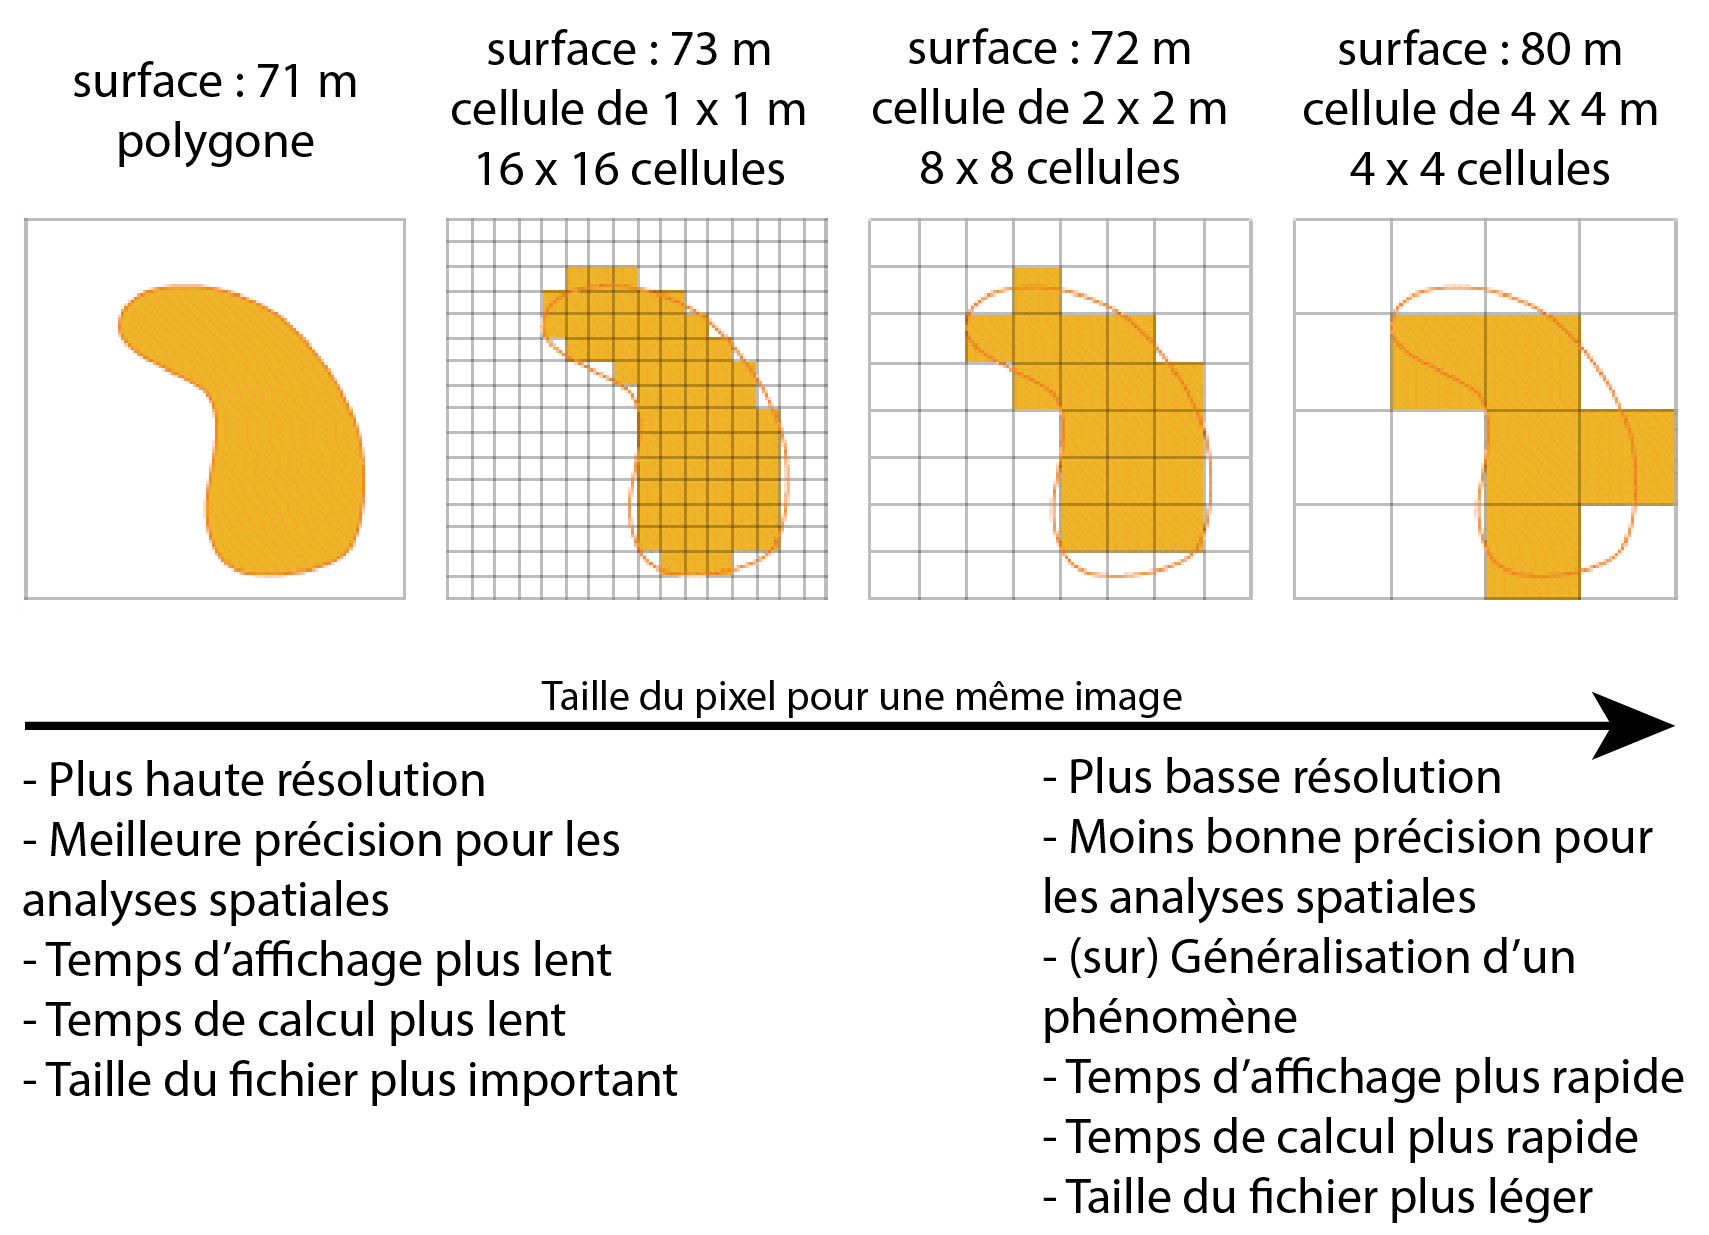 surface : 71 m
polygone
surface : 73 m
cellule de 1 x 1 m
16 x 16 cellules
surface : 72 m
cellule de 2 x 2 m
8 x 8 cellules
surface : 80 m
cellule de 4 x 4 m
4 x 4 cellules
Taille du pixel pour une même image
- Plus haute résolution
- Meilleure précision pour les
analyses spatiales
- Temps d’affichage plus lent
- Temps de calcul plus lent
- Taille du fichier plus important
- Plus basse résolution
- Moins bonne précision pour
les analyses spatiales
- (sur) Généralisation d’un
phénomène
- Temps d’affichage plus rapide
- Temps de calcul plus rapide
- Taille du fichier plus léger